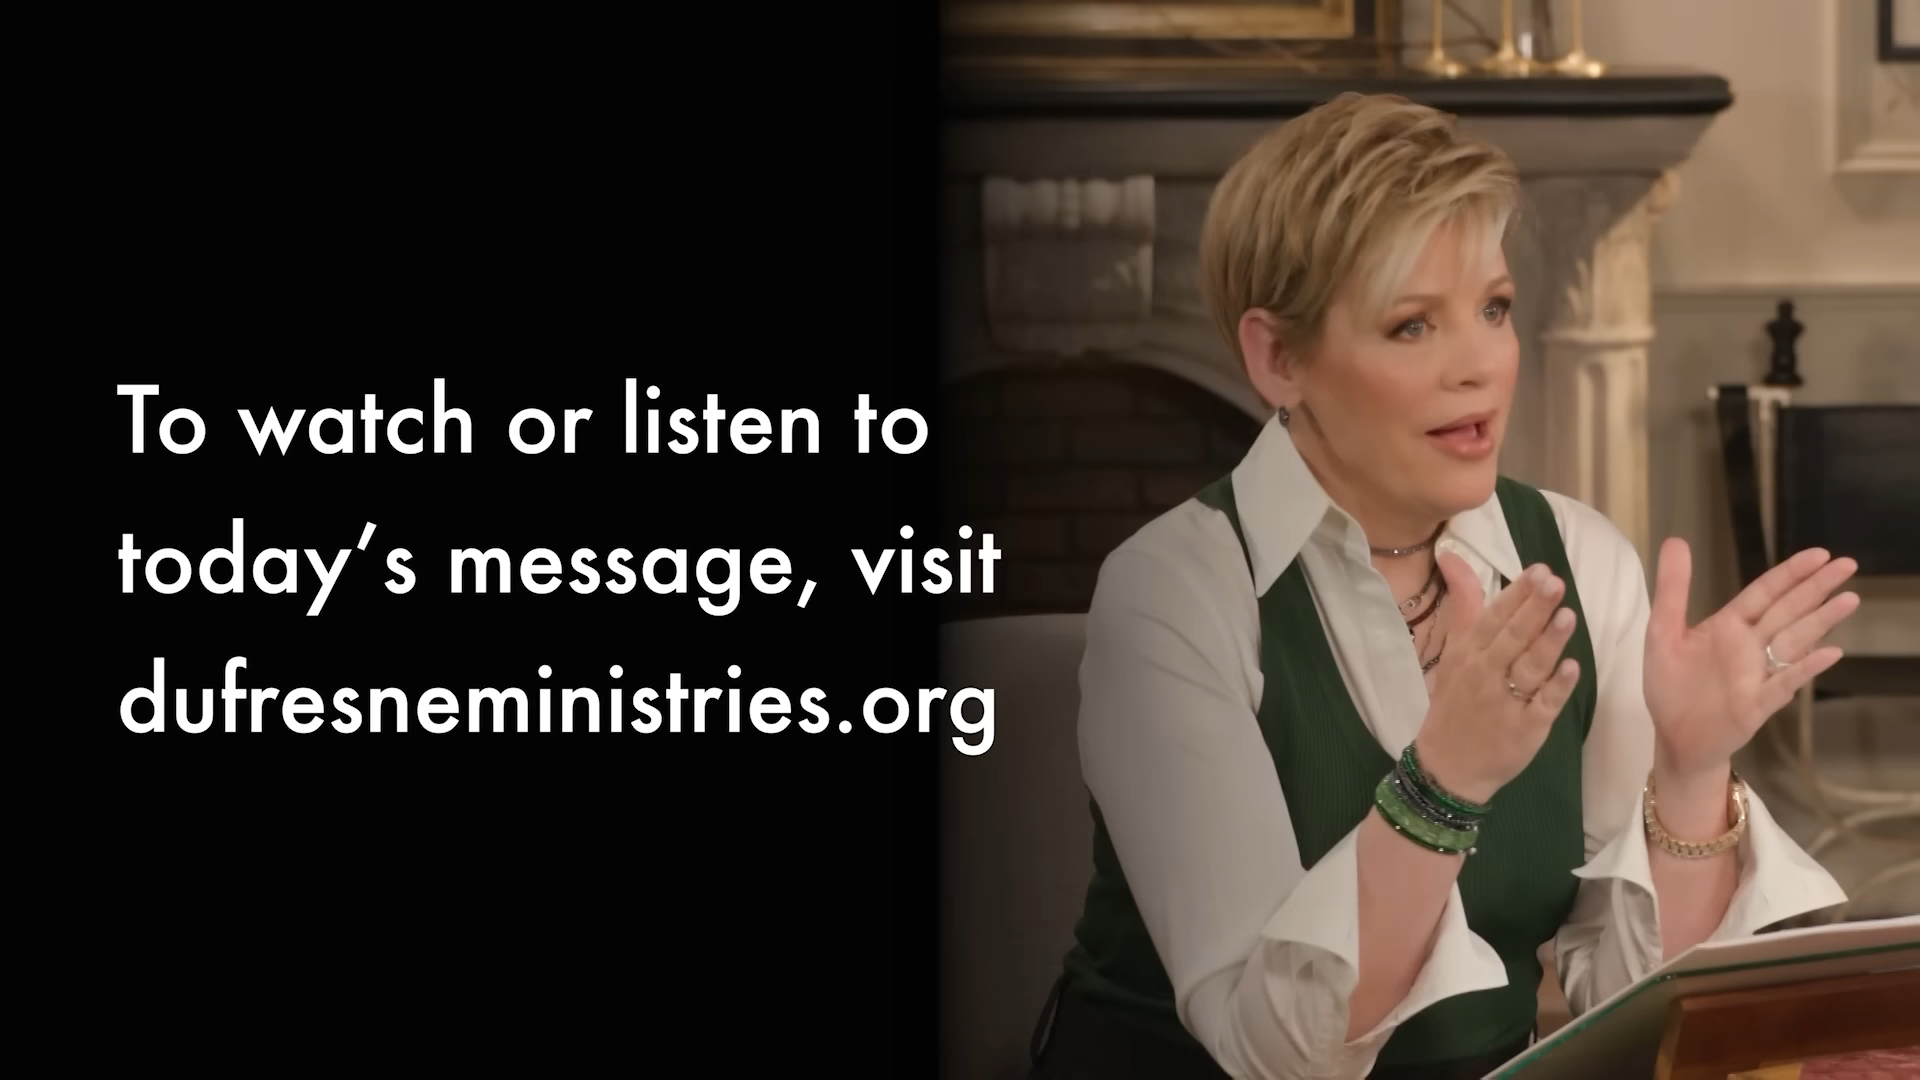 To watch or listen to
today’s message, visit
dufresneministries.org